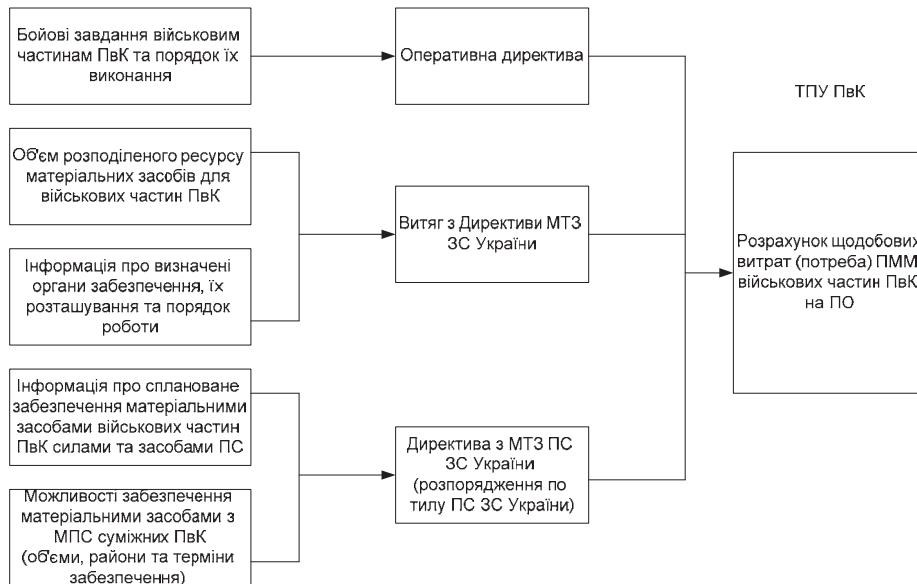 Бойові завдання військовим
частинам ПвК та порядок їх
виконання
Оперативна директива
ТПУ ПвК
Об'єм розподіленого ресурсу
матеріальних засобів для
військових частин ПвК
Витяг з Директиви МТЗ
ЗС України
Розрахунок щодобових
витрат (потреба) ПММ
військових частин ПвК
на ПО
Інформація про визначені
органи забезпечення, їх
розташування та порядок
роботи
Інформація про сплановане
забезпечення матеріальними
засобами військових частин
ПвК силами та засобами ПС
Директива з МТЗ ПС
ЗС України
(розпорядження по
тилу ПС ЗС України)
Можливості забезпечення
матеріальними засобами з
МПС суміжних ПвК
(об'єми, райони та терміни
забезпечення)